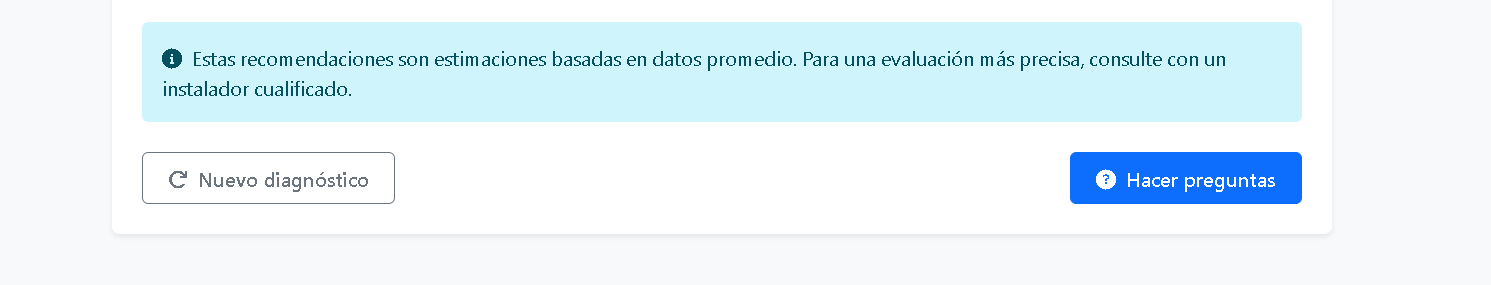 Estas recomendaciones son estimaciones basadas en datos promedio. Para una evaluación más precisa, consulte con un
instalador cualificado.
Nuevo diagnóstico
Hacer preguntas